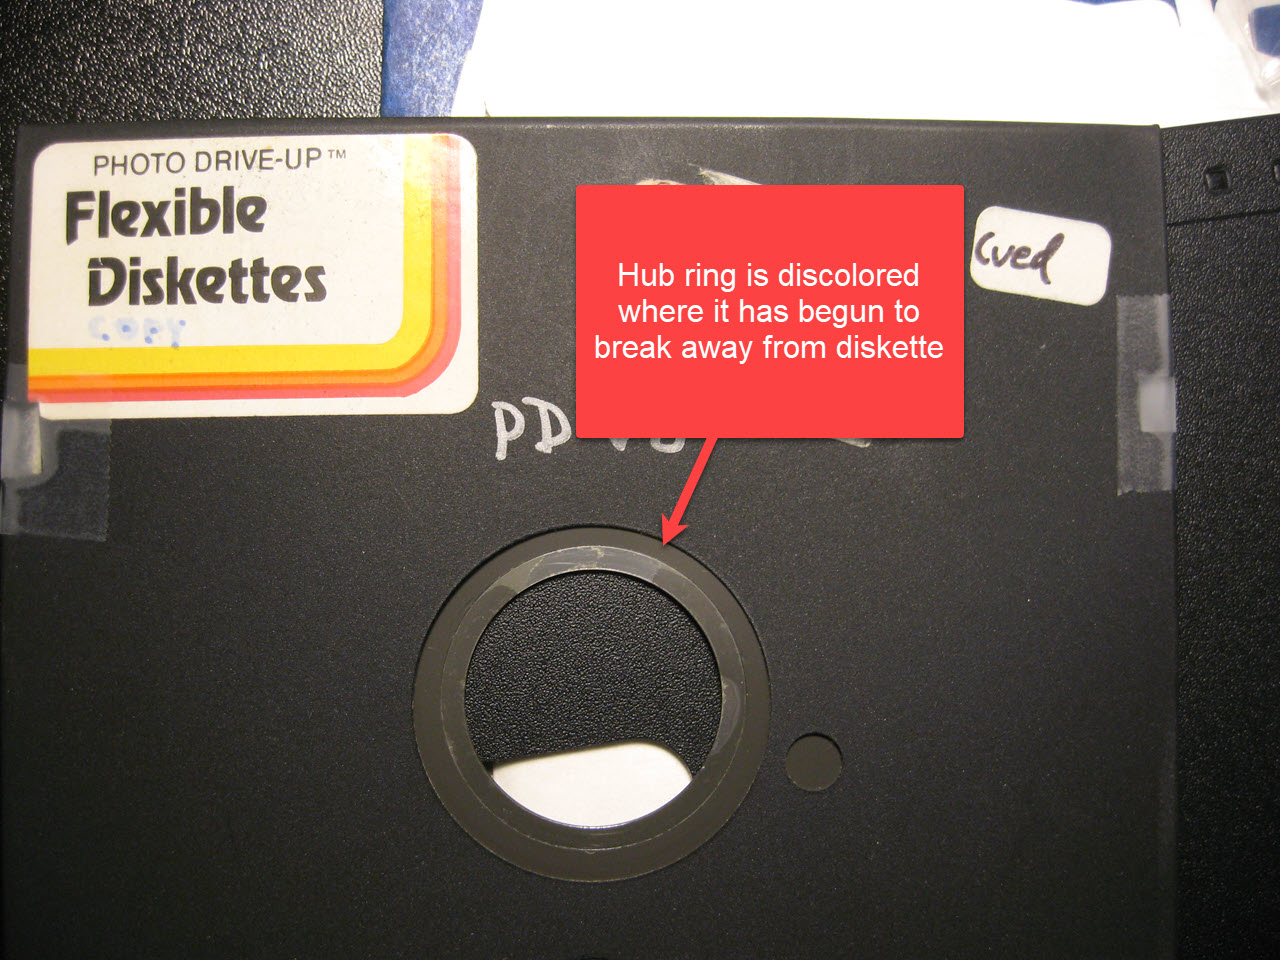 PHOTO DRIVE-UP™
Flexible
Diskettes
COPY
Hub ring is discolored
where it has begun to
break away from diskette
Cved
PD